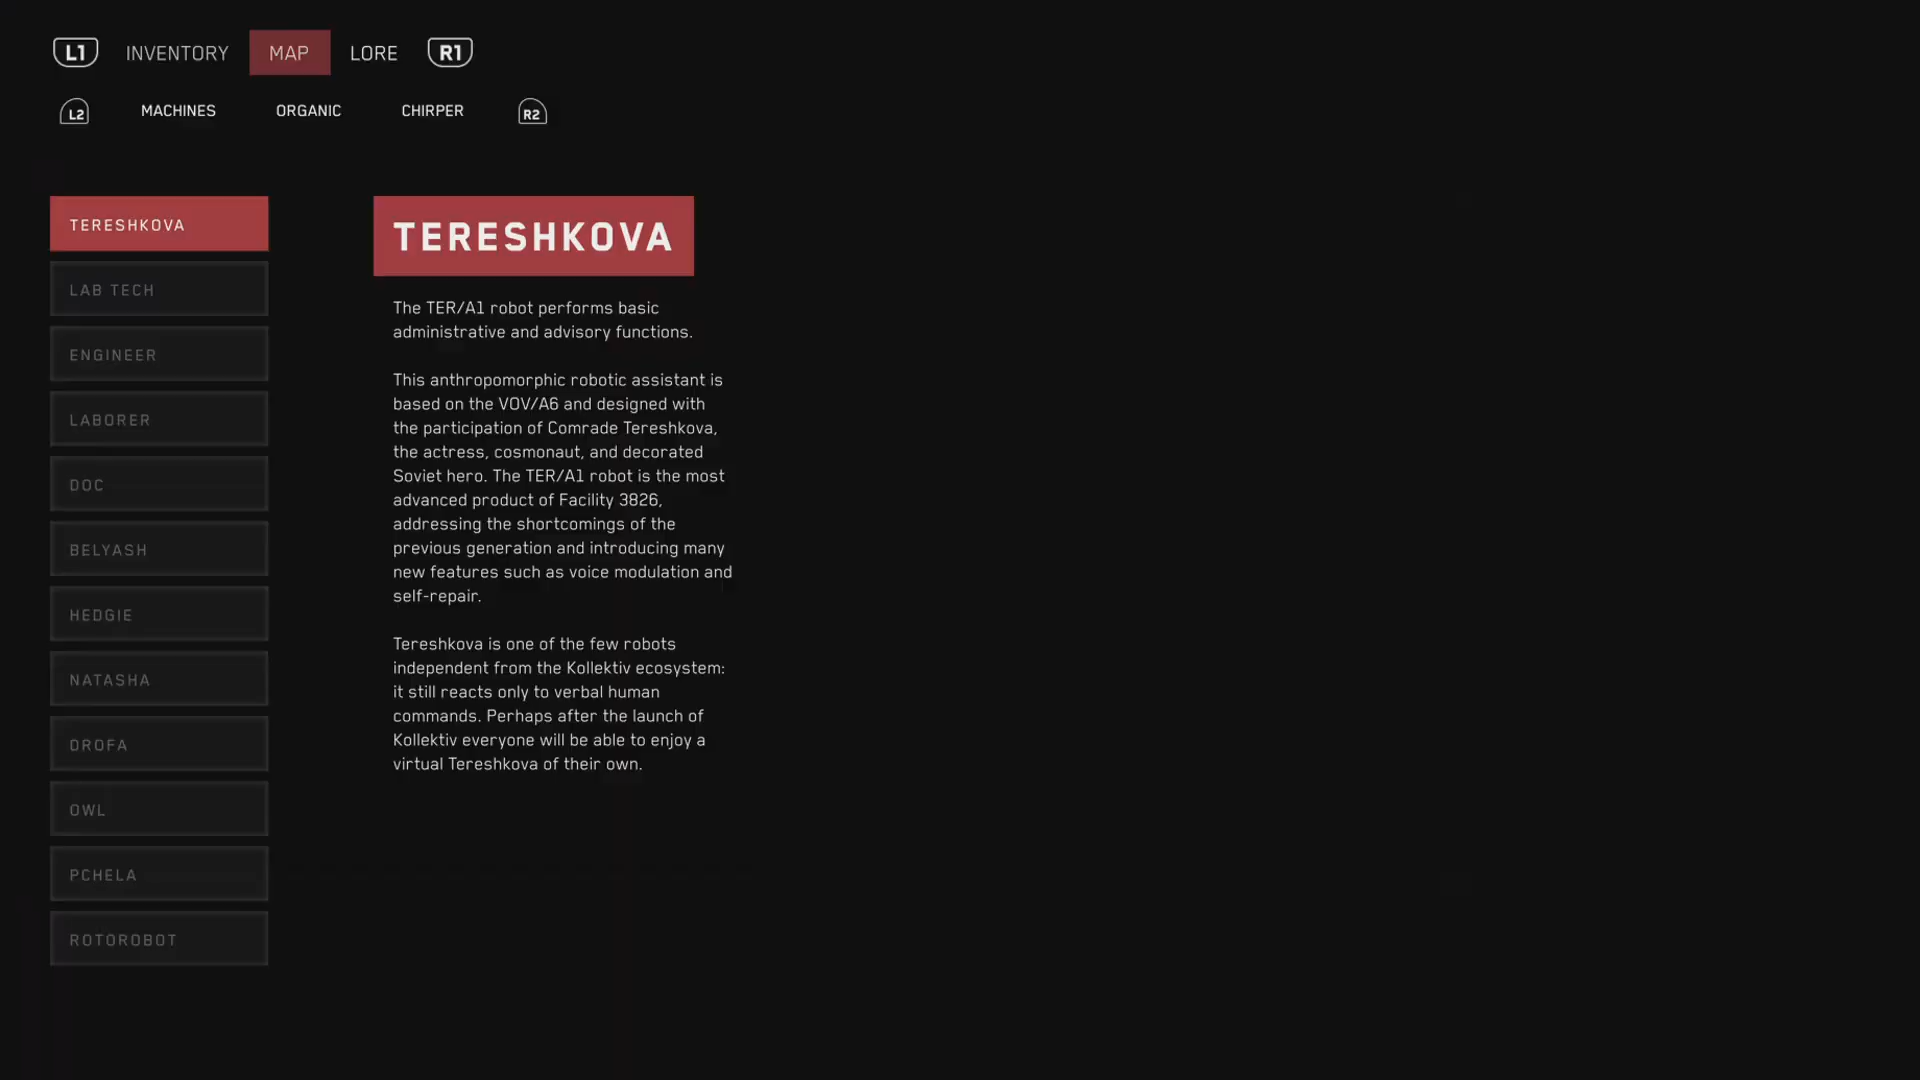 L1 INVENTORY MAP LORE R1
L2 MACHINES ORGANIC CHIRPER R2
TERESHKOVA
LAB TECH
ENGINEER
LABORER
DOC
BELYASH
HEDGIE
NATASHA
DROFA
OWL
PCHELA
ROTOROBOT
TERESHKOVA
The TER/A1 robot performs basic
administrative and advisory functions.
This anthropomorphic robotic assistant is
based on the VOV/A6 and designed with
the participation of Comrade Tereshkova,
the actress, cosmonaut, and decorated
Soviet hero. The TER/A1 robot is the most
advanced product of Facility 3826,
addressing the shortcomings of the
previous generation and introducing many
new features such as voice modulation and
self-repair.
Tereshkova is one of the few robots
independent from the Kollektiv ecosystem:
it still reacts only to verbal human
commands. Perhaps after the launch of
Kollektiv everyone will be able to enjoy a
virtual Tereshkova of their own.